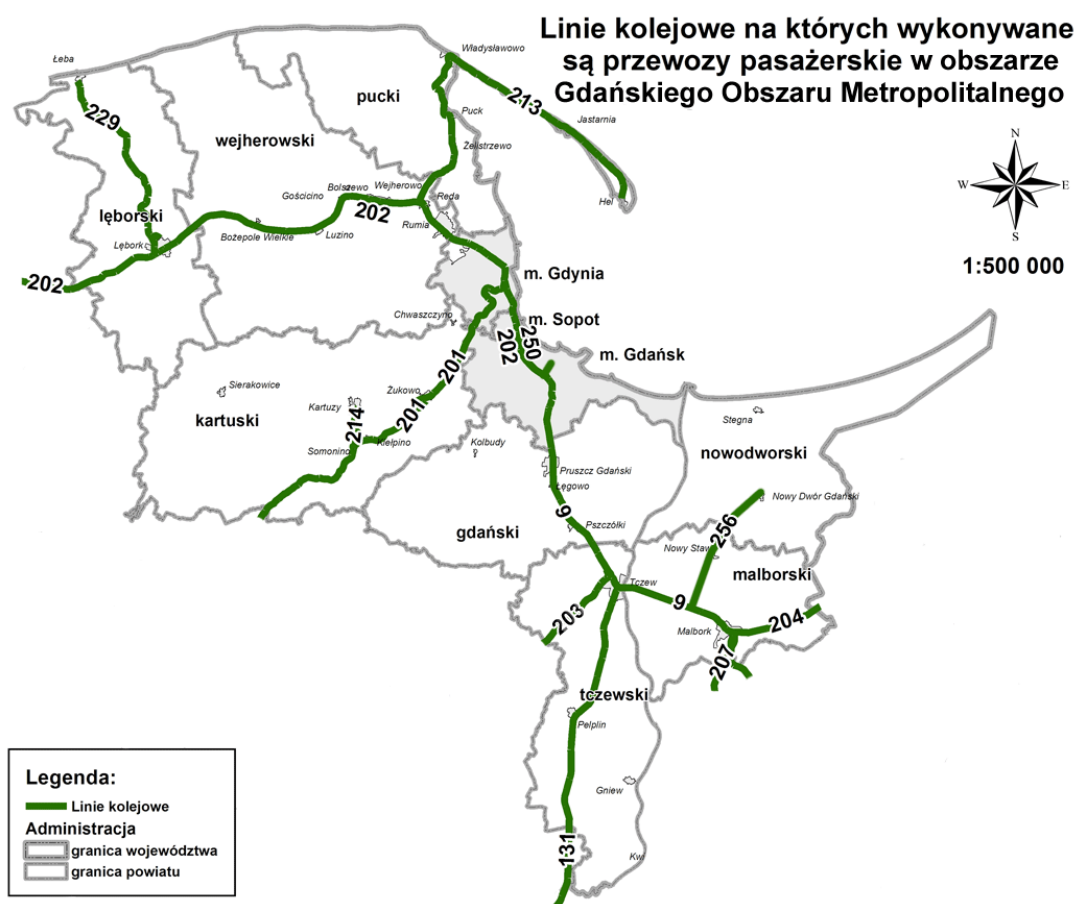 Linie kolejowe na których wykonywane
są przewozy pasażerskie w obszarze
Gdańskiego Obszaru Metropolitalnego
N
W
E
S
1:500 000
Łeba
Władysławowo
229
pucki
213
Puck
Jastarnia
wejherowski
Żelistrzewo
Bolszewo
Wejherowo
Gościcino
Reda
Hel
202
lęborski
Rumia
Lębork
Bożepole Wielkie
Luzino
202
m. Gdynia
Chwaszczyno
m. Sopot
250
202
m. Gdańsk
201
Sierakowice
Żukowo
Kartuzy
201
kartuski
214
Stegna
Kiełpino
Somonino
Kolbudy
nowodworski
Pruszcz Gdański
Łęgowo
Nowy Dwór Gdański
9
Pszczółki
256
gdański
Nowy Staw
malborski
Tczew
9
203
204
Malbork
207
tczewski
Pelplin
Gniew
131
Kw
Legenda:
Linie kolejowe
Administracja
granica województwa
granica powiatu